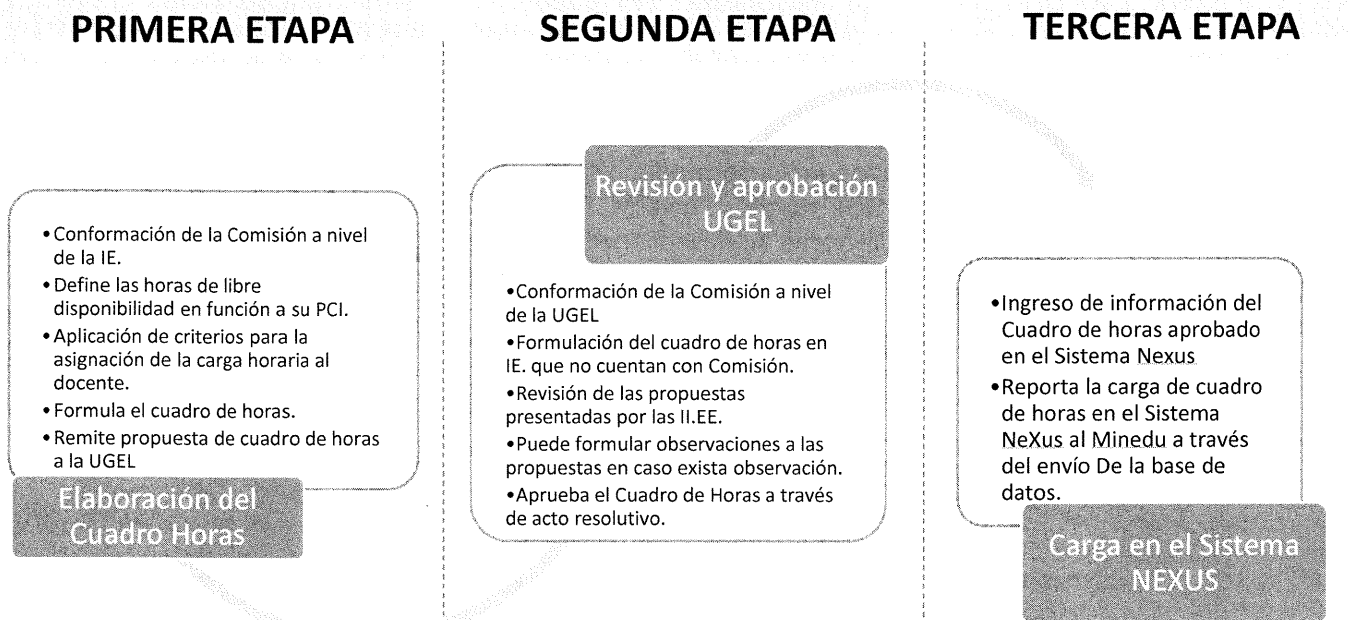 PRIMERA ETAPA
•Conformación de la Comisión a nivel
de la IE.
•Define las horas de libre
disponibilidad en función a su PCI.
•Aplicación de criterios para la
asignación de la carga horaria al
docente.
•Formula el cuadro de horas.
•Remite propuesta de cuadro de horas
a la UGEL
Elaboración del
Cuadro Horas
SEGUNDA ETAPA
Revisión y aprobación
UGEL
•Conformación de la Comisión a nivel
de la UGEL
•Formulación del cuadro de horas en
IE. que no cuentan con Comisión.
•Revisión de las propuestas
presentadas por las II.EE.
•Puede formular observaciones a las
propuestas en caso exista observación.
•Aprueba el Cuadro de Horas a través
de acto resolutivo.
TERCERA ETAPA
•Ingreso de información del
Cuadro de horas aprobado
en el Sistema Nexus
•Reporta la carga de cuadro
de horas en el Sistema
NeXus al Minedu a través
del envío De la base de
datos.
Carga en el Sistema
NEXUS